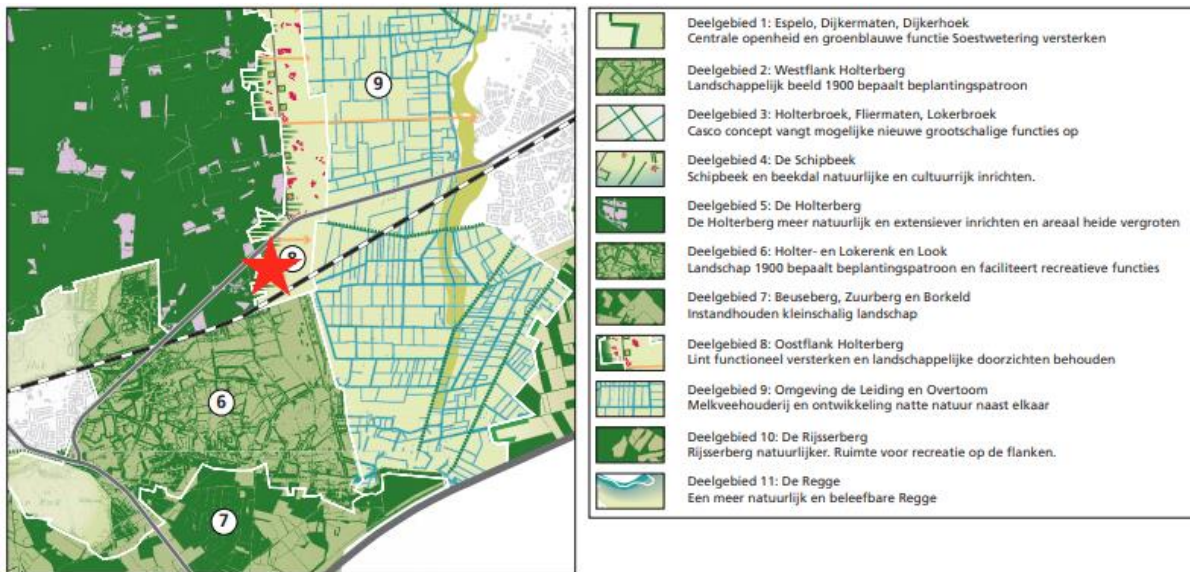 9
8
6
7
Deelgebied 1: Espelo, Dijkermaten, Dijkerhoek
Centrale openheid en groenblauwe functie Soestwetering versterken
Deelgebied 2: Westflank Holterberg
Landschappelijk beeld 1900 bepaalt beplantingspatroon
Deelgebied 3: Holterbroek, Fliermaten, Lokerbroek
Casco concept vangt mogelijke nieuwe grootschalige functies op
Deelgebied 4: De Schipbeek
Schipbeek en beekdal natuurlijke en cultuurrijk inrichten.
Deelgebied 5: De Holterberg
De Holterberg meer natuurlijk en extensiever inrichten en areaal heide vergroten
Deelgebied 6: Holter- en Lokerenk en Look
Landschap 1900 bepaalt beplantingspatroon en faciliteert recreatieve functies
Deelgebied 7: Beuseberg, Zuurberg en Borkeld
Instandhouden kleinschalig landschap
Deelgebied 8: Oostflank Holterberg
Lint functioneel versterken en landschappelijke doorzichten behouden
Deelgebied 9: Omgeving de Leiding en Overtoom
Melkveehouderij en ontwikkeling natte natuur naast elkaar
Deelgebied 10: De Rijsserberg
Rijsserberg natuurlijker. Ruimte voor recreatie op de flanken.
Deelgebied 11: De Regge
Een meer natuurlijk en beleefbare Regge